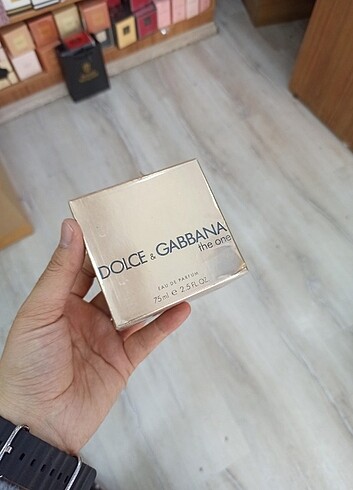 DOLCE & GABBANA
the one
EAU DE PARFUM
75ml ℮ 2.5 FL OZ